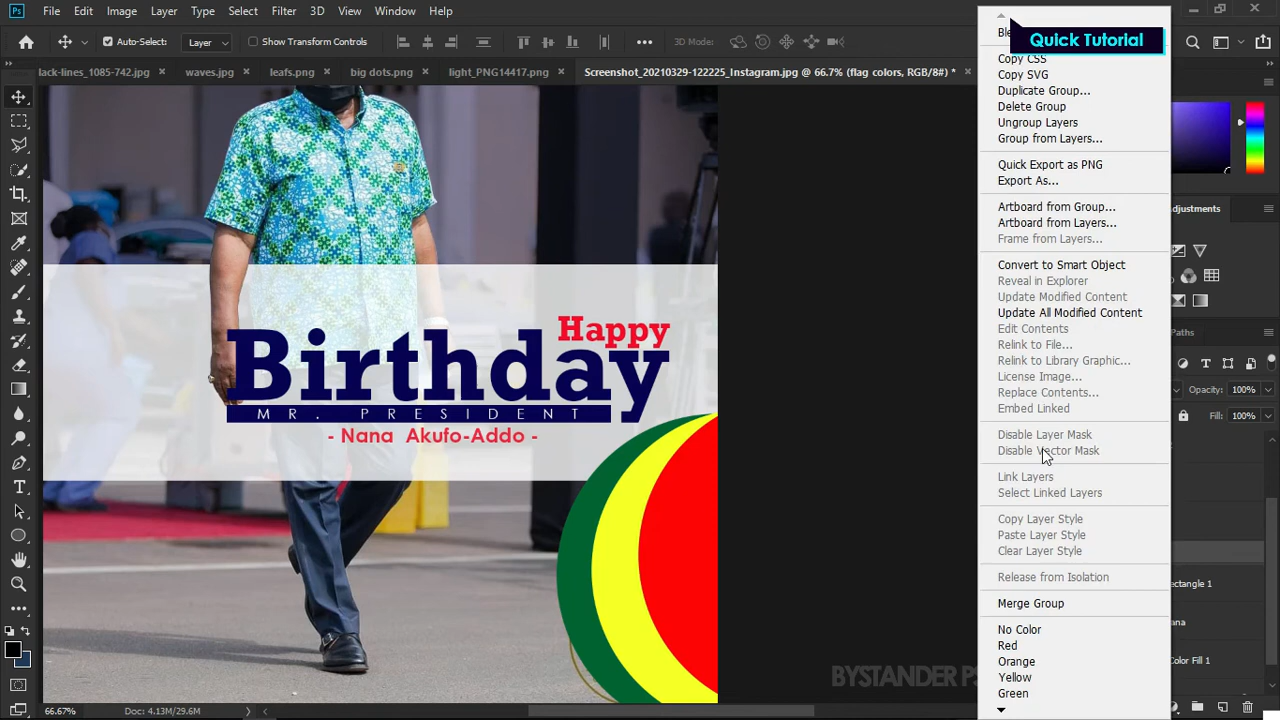 Ps File Edit Image Layer Type Select Filter 3D View Window Help
Auto-Select: Layer Show Transform Controls 3D Mode:
lack-lines_1085-742.jpg waves.jpg leafs.png big dots.png light_PNG14417.png Screenshot_20210329-122225_Instagram.jpg @ 66.7% (flag colors, RGB/8#) *
Quick Tutorial
Copy CSS
Copy SVG
Duplicate Group...
Delete Group
Ungroup Layers
Group from Layers...
Quick Export as PNG
Export As...
Artboard from Group...
Artboard from Layers...
Frame from Layers...
Convert to Smart Object
Reveal in Explorer
Update Modified Content
Update All Modified Content
Edit Contents
Relink to File...
Relink to Library Graphic...
License Image...
Replace Contents...
Embed Linked
Disable Layer Mask
Disable Vector Mask
Link Layers
Select Linked Layers
Copy Layer Style
Paste Layer Style
Clear Layer Style
Release from Isolation
Merge Group
No Color
Red
Orange
Yellow
Green
Opacity: 100%
Fill: 100%
Happy
Birthday
MR. PRESIDENT
- Nana Akufo-Addo -
BYSTANDER
66.67% Doc: 4.13M/29.6M